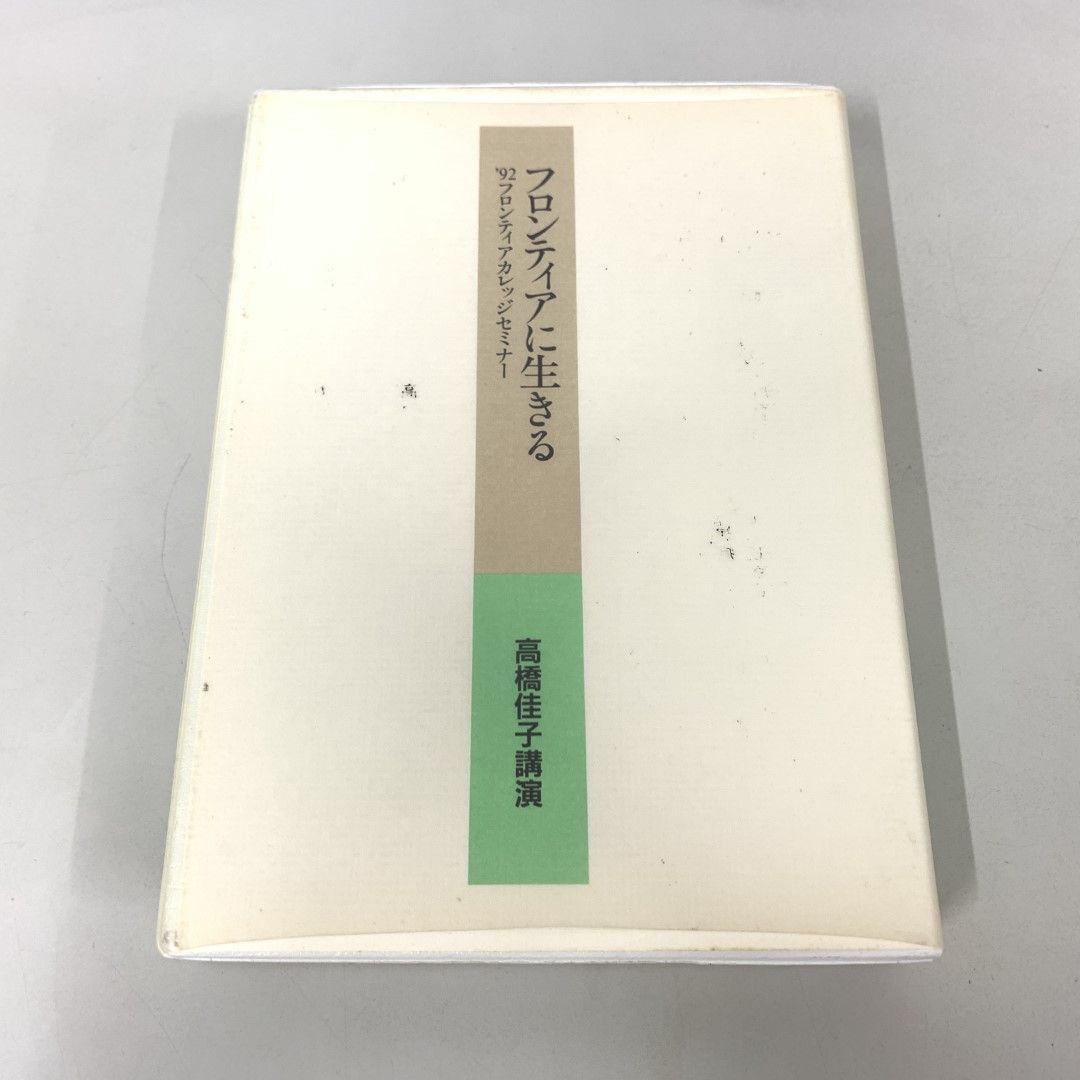 フロンティアに生きる
'92フロンティアカレッジセミナー
高橋佳子講演